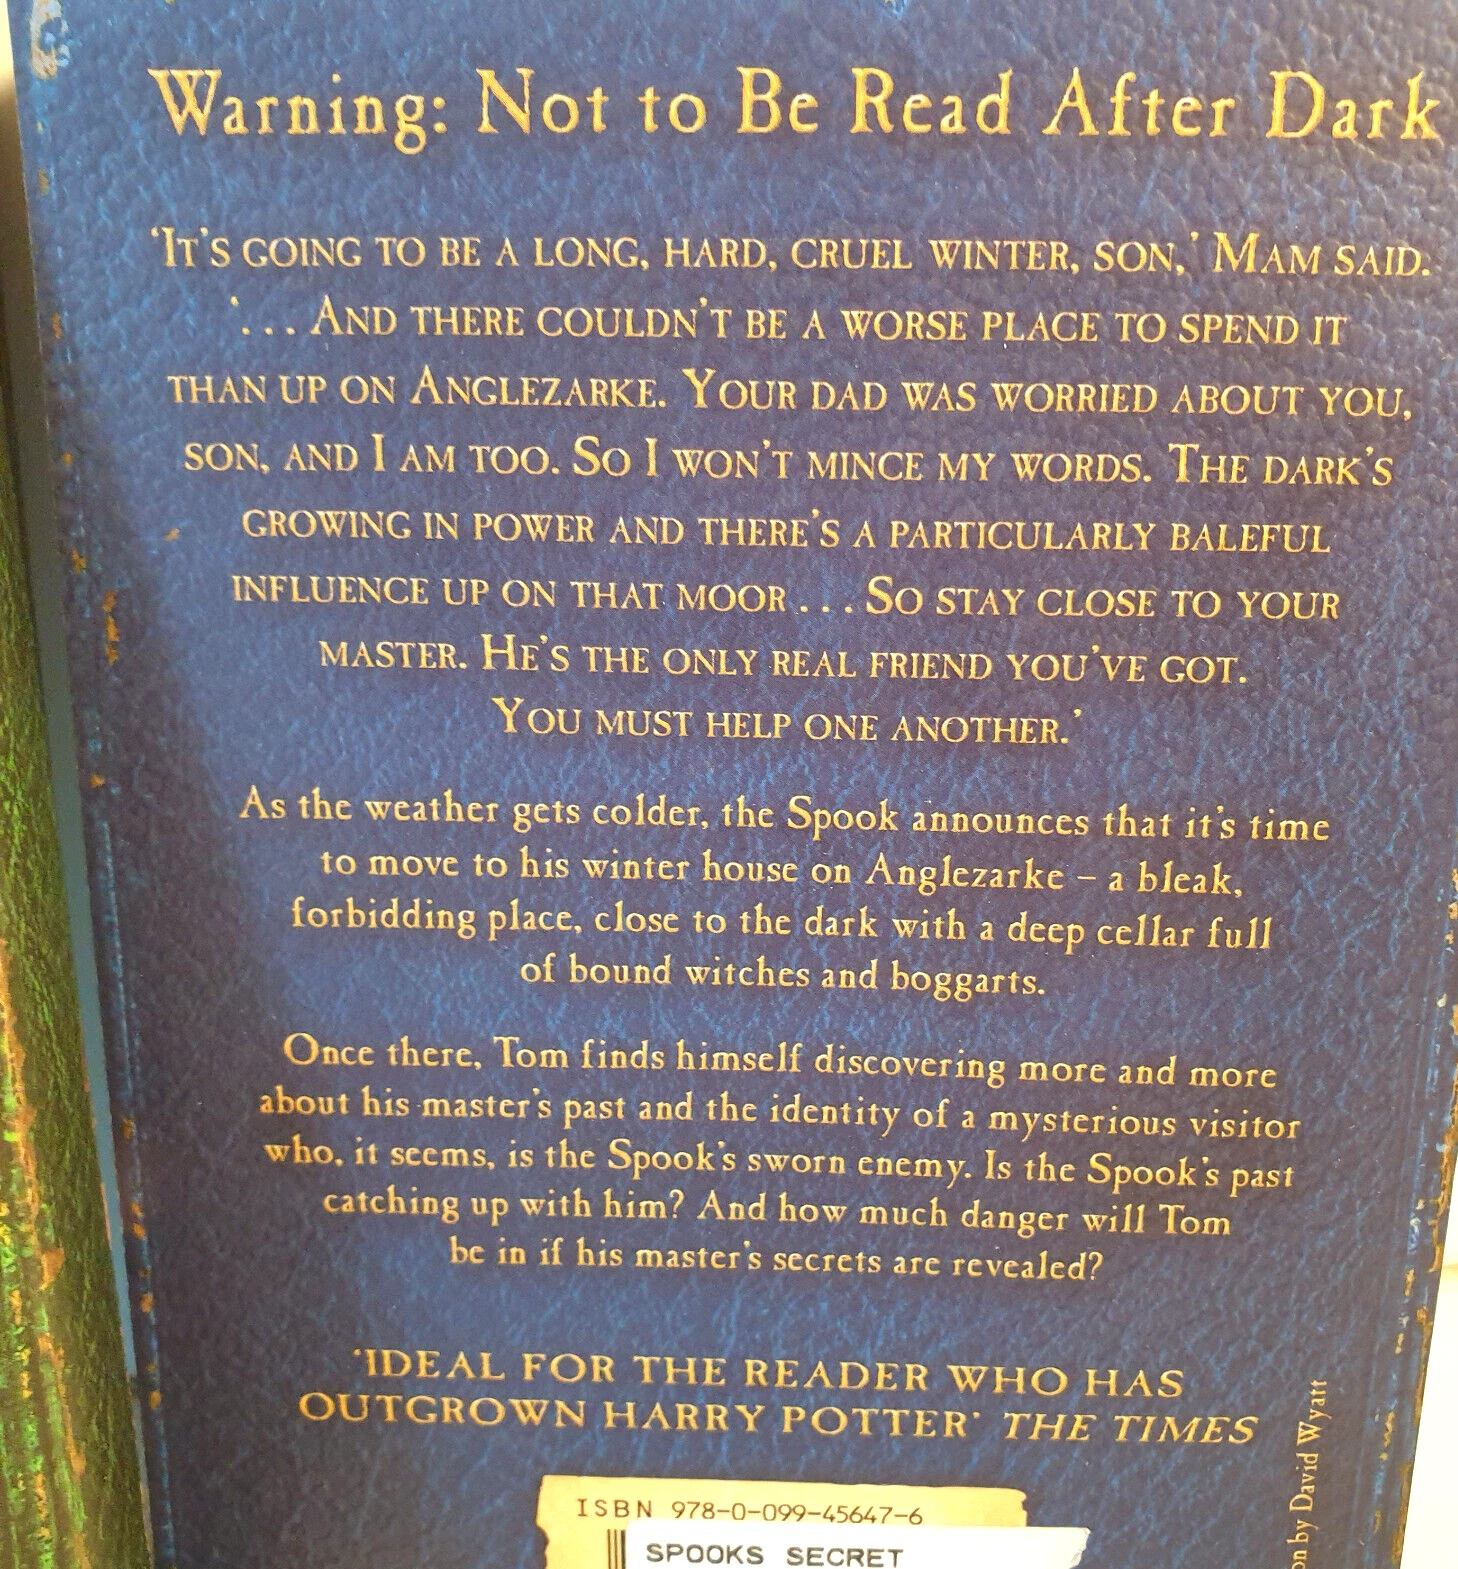 Warning: Not to Be Read After Dark
'It's going to be a long, hard, cruel winter, son,' Mam said.
'... And there couldn't be a worse place to spend it
than up on Anglezarke. Your dad was worried about you,
son, and I am too. So I won't mince my words. The dark's
growing in power and there's a particularly baleful
influence up on that moor ... So stay close to your
master. He's the only real friend you've got.
You must help one another.'
As the weather gets colder, the Spook announces that it's time
to move to his winter house on Anglezarke – a bleak,
forbidding place, close to the dark with a deep cellar full
of bound witches and boggarts.
Once there, Tom finds himself discovering more and more
about his master's past and the identity of a mysterious visitor
who, it seems, is the Spook's sworn enemy. Is the Spook's past
catching up with him? And how much danger will Tom
be in if his master's secrets are revealed?
'IDEAL FOR THE READER WHO HAS
OUTGROWN HARRY POTTER' THE TIMES
ISBN 978-0-099-45647-6
SPOOKS SECRET
on by David Wyatt